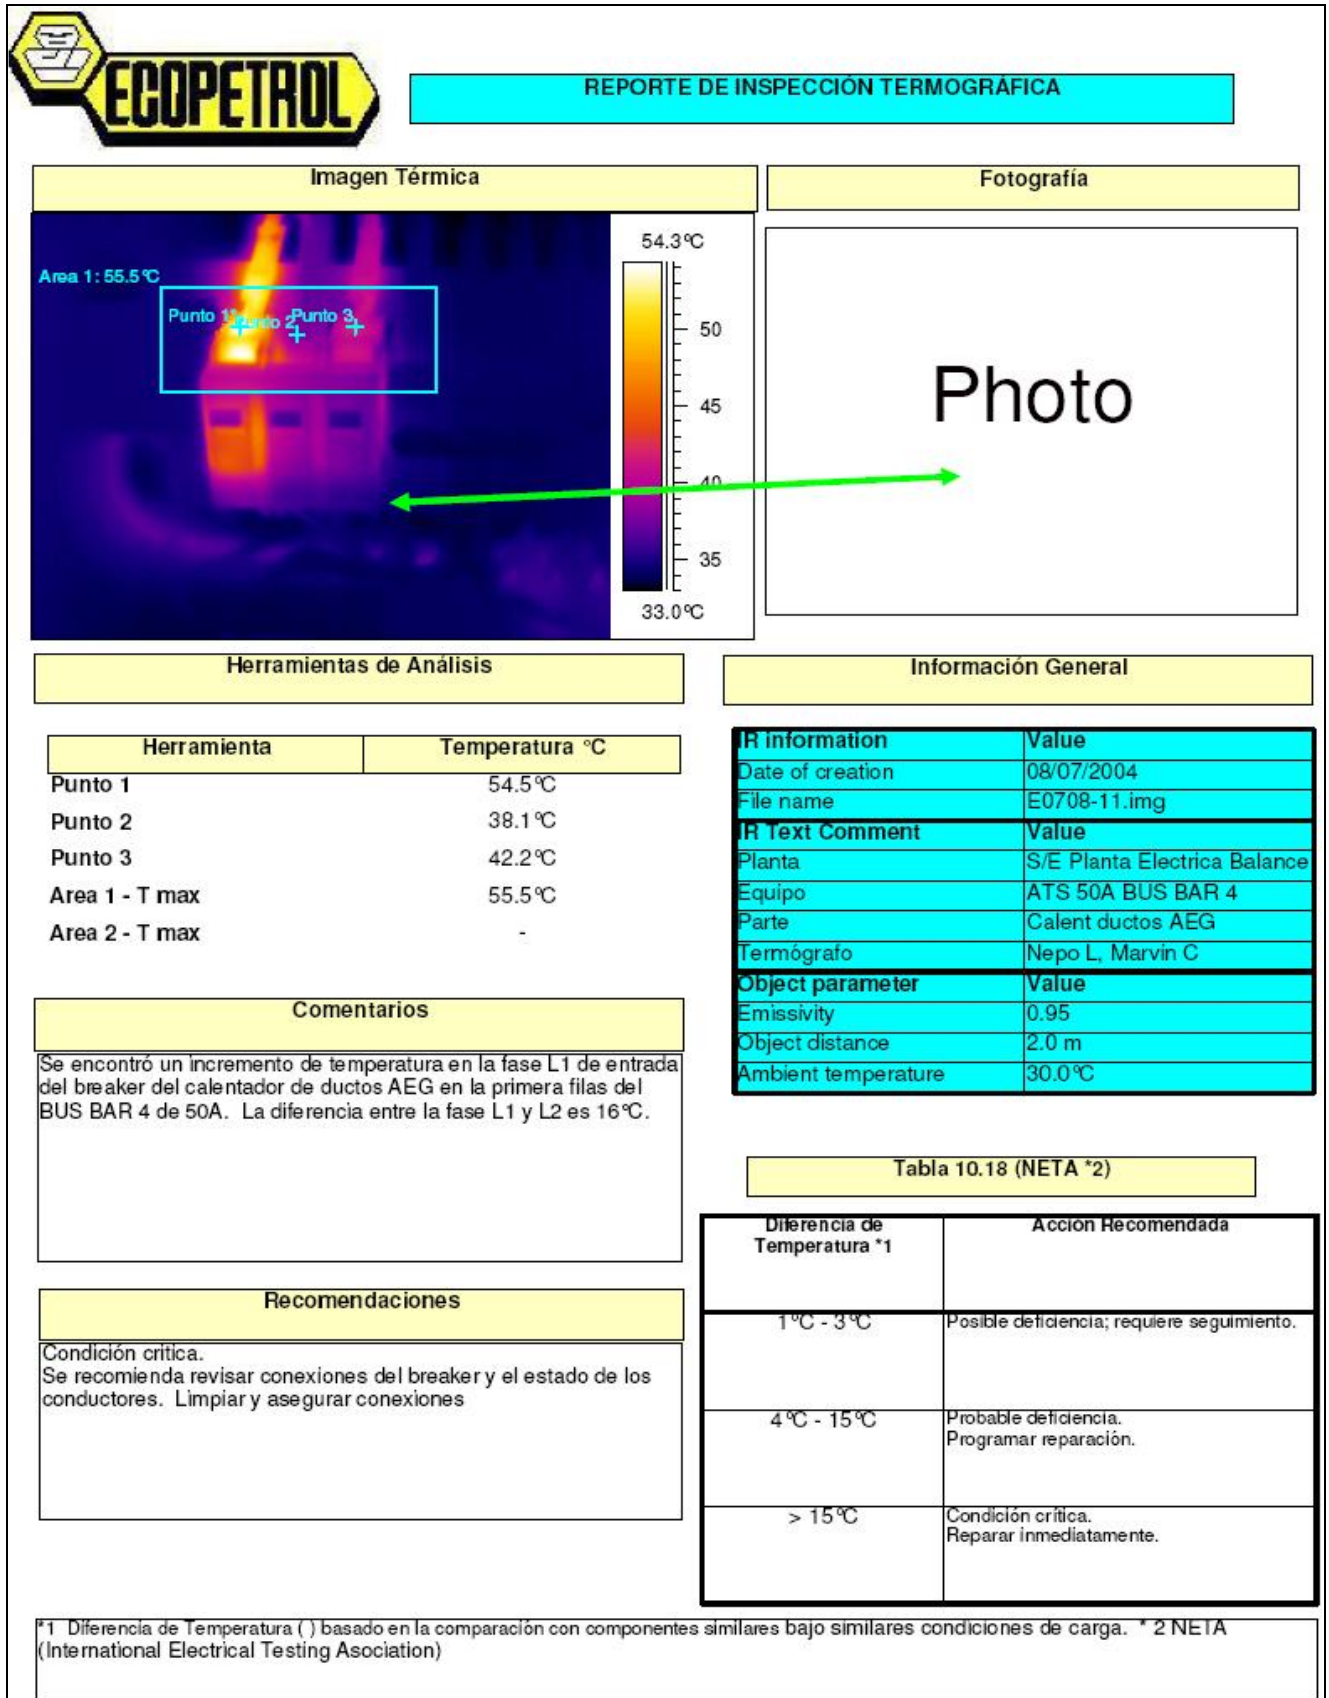 ECOPETROL
REPORTE DE INSPECCIÓN TERMOGRÁFICA
Imagen Térmica
Fotografía
Area 1: 55.5°C
Punto 1
Punto 2
Punto 3
54.3°C
50
45
40
35
33.0°C
Photo
Herramientas de Análisis
Herramienta Temperatura °C
Punto 1 54.5°C
Punto 2 38.1°C
Punto 3 42.2°C
Area 1 - T max 55.5°C
Area 2 - T max -
Información General
IR information Value
Date of creation 08/07/2004
File name E0708-11.img
IR Text Comment Value
Planta S/E Planta Electrica Balance
Equipo ATS 50A BUS BAR 4
Parte Calent ductos AEG
Termógrafo Nepo L, Marvin C
Object parameter Value
Emissivity 0.95
Object distance 2.0 m
Ambient temperature 30.0°C
Comentarios
Se encontró un incremento de temperatura en la fase L1 de entrada
del breaker del calentador de ductos AEG en la primera filas del
BUS BAR 4 de 50A. La diferencia entre la fase L1 y L2 es 16°C.
Recomendaciones
Condición critica.
Se recomienda revisar conexiones del breaker y el estado de los
conductores. Limpiar y asegurar conexiones
Tabla 10.18 (NETA *2)
Diferencia de
Temperatura *1
Acción Recomendada
1°C - 3°C Posible deficiencia; requiere seguimiento.
4°C - 15°C Probable deficiencia.
Programar reparación.
> 15°C Condición crítica.
Reparar inmediatamente.
*1 Diferencia de Temperatura ( ) basado en la comparación con componentes similares bajo similares condiciones de carga. * 2 NETA
(International Electrical Testing Asociation)